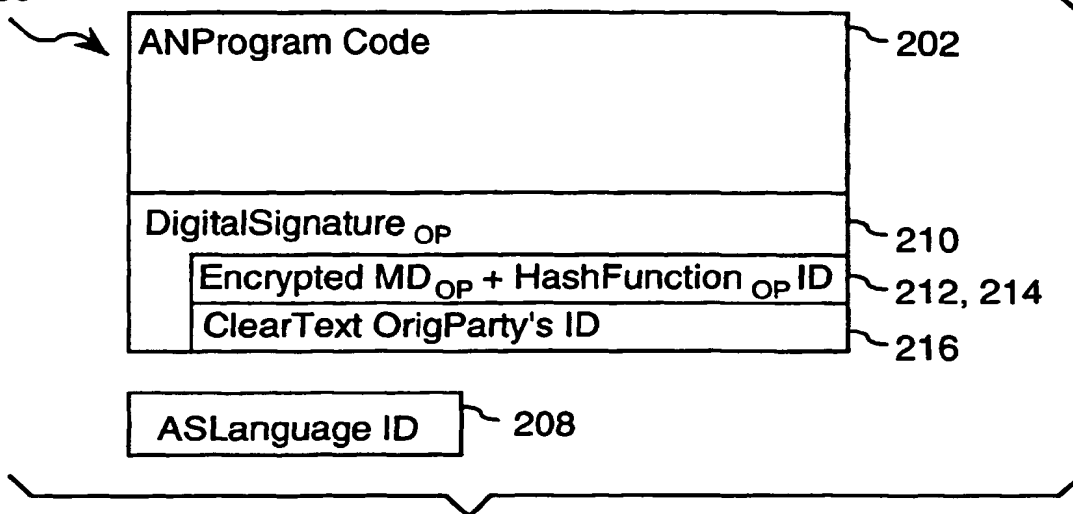 ANProgram Code
202
DigitalSignature OP
210
Encrypted MD OP + HashFunction OP ID
212, 214
ClearText OrigParty's ID
216
ASLanguage ID
208